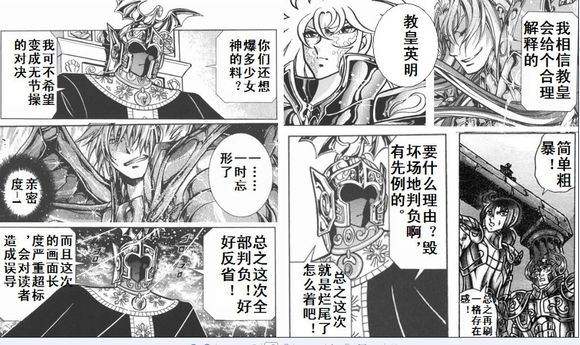 你们还想
爆多少女
神的料？
我可不希望
变成无节操
的对决
一……
一时忘
形了
亲密
度-1
总之这次全
部判负！好
好反省！
而且这次
的画面长
度严重超标
，会对读者
造成误导
我相信教皇
会给个合理
解释的
教皇英明
要什么理由？毁
坏场地判负啊，
有先例的。
总之这次
就是烂尾了
怎么着吧！
简单粗
暴！
总之再刷
一格存在
感！